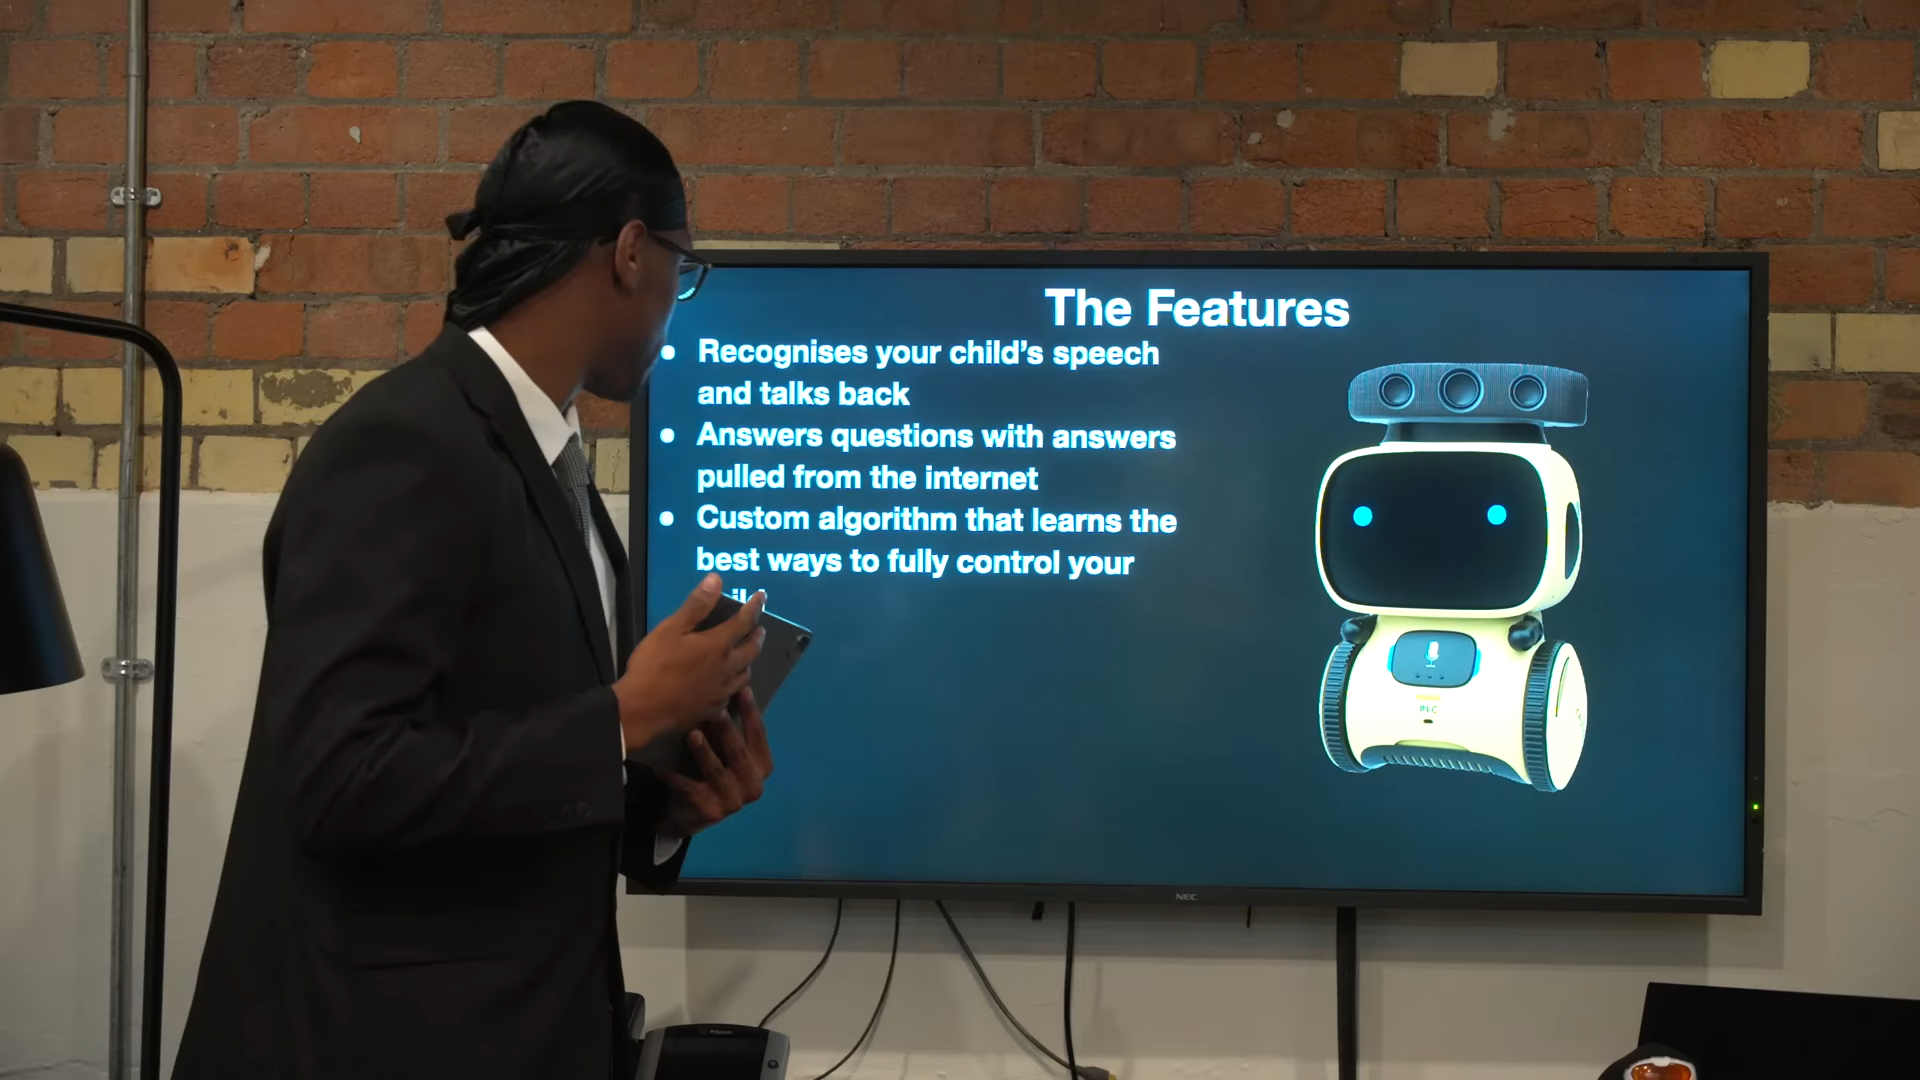 The Features
• Recognises your child’s speech
and talks back
• Answers questions with answers
pulled from the internet
• Custom algorithm that learns the
best ways to fully control your
REC
NEC